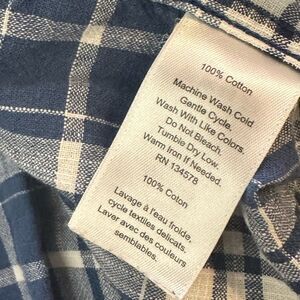 100% Cotton
Machine Wash Cold
Gentle Cycle.
Wash With Like Colors.
Do Not Bleach.
Tumble Dry Low.
Warm Iron If Needed.
RN 134578
100% Coton
Lavage à l'eau froide,
cycle textiles delicats.
Laver avec des couleurs
semblables.